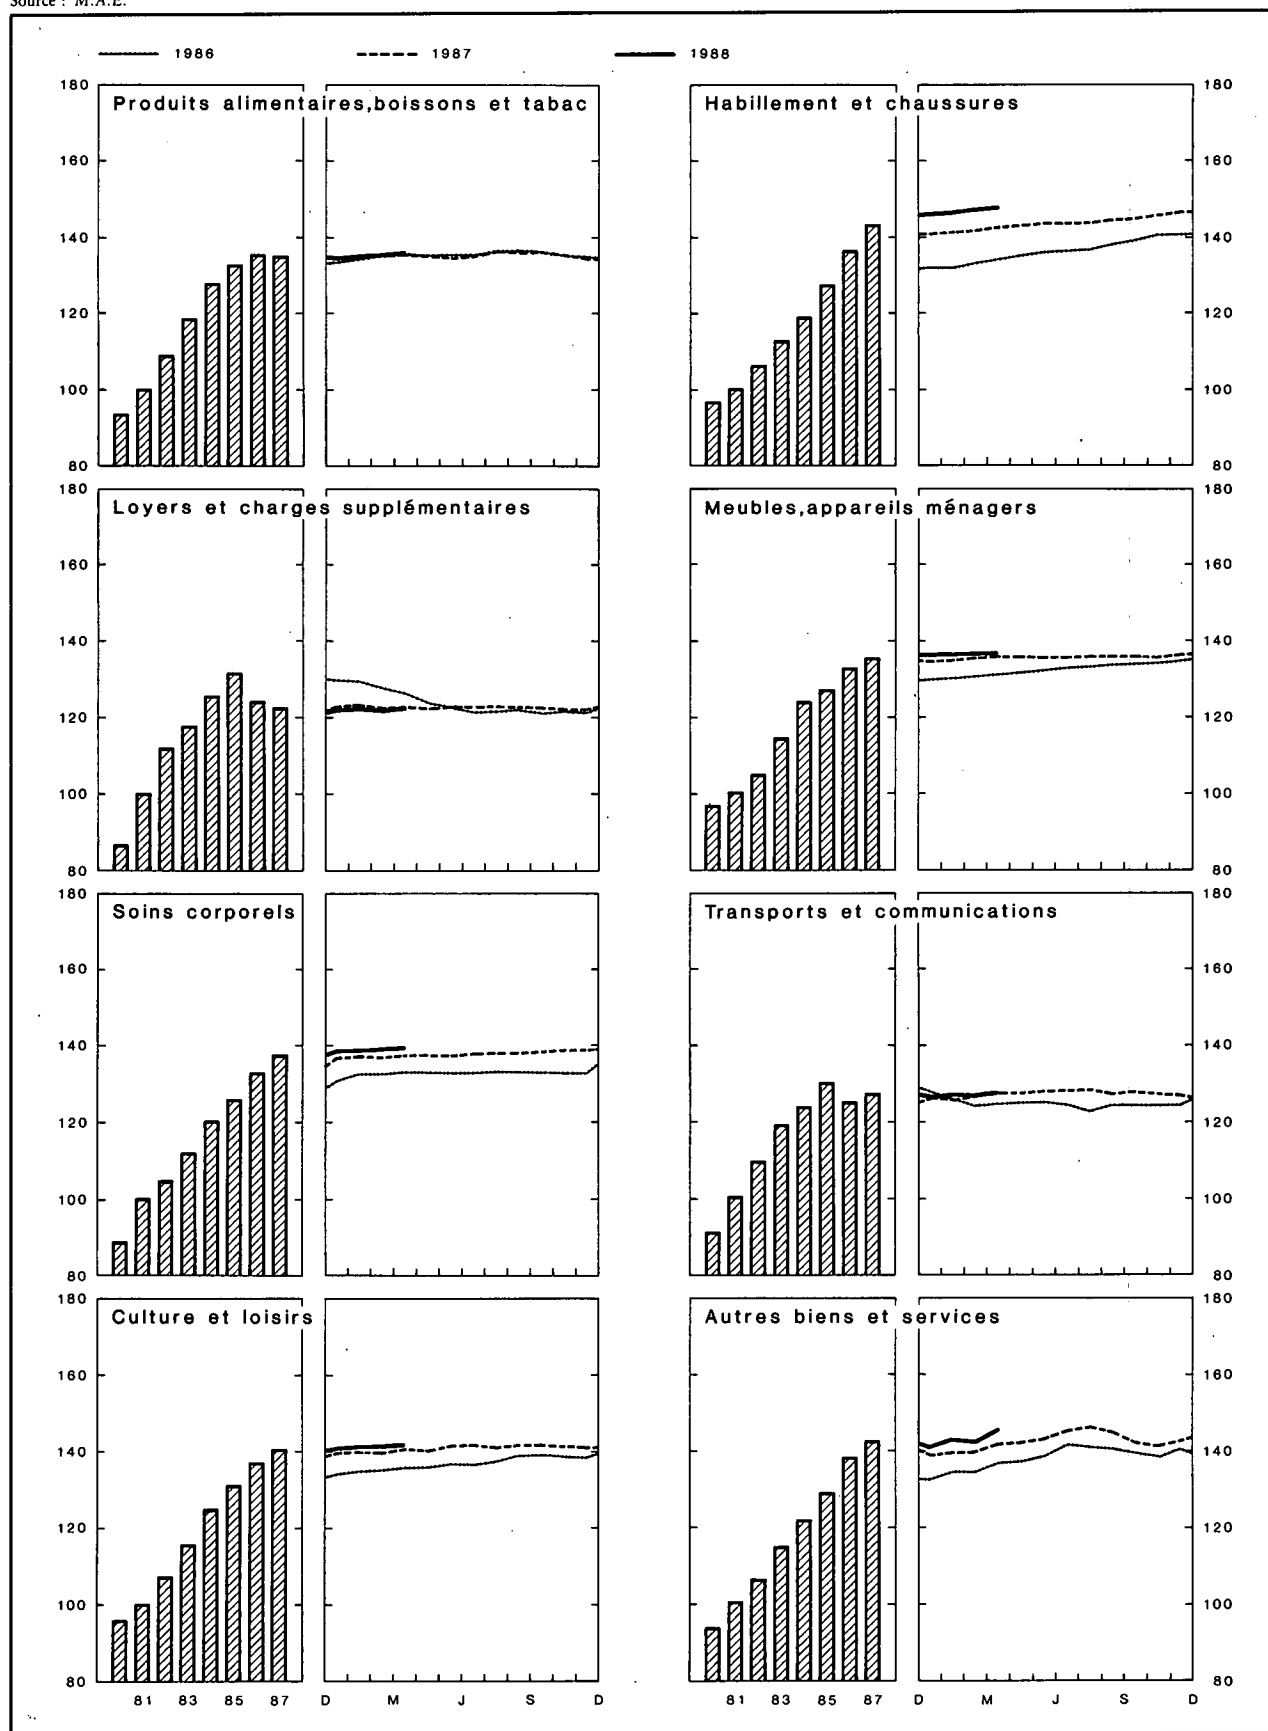 Source : M.A.E.
1986 1987 1988
180 Produits alimentaires,boissons et tabac Habillement et chaussures 180
160 160
140 140
120 120
100 100
80 80
180 Loyers et charges supplémentaires Meubles,appareils ménagers 180
160 160
140 140
120 120
100 100
80 80
180 Soins corporels Transports et communications 180
160 160
140 140
120 120
100 100
80 80
180 Culture et loisirs Autres biens et services 180
160 160
140 140
120 120
100 100
80 80
81 83 85 87 D M J S D 81 83 85 87 D M J S D